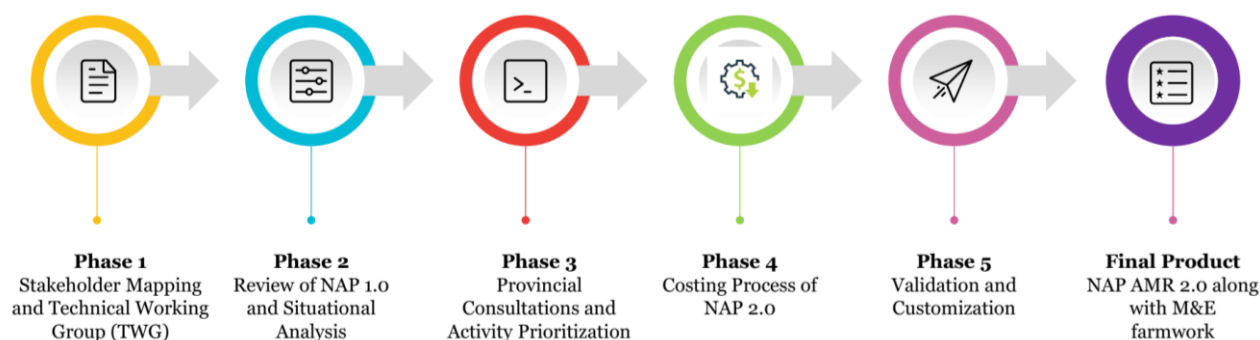 Phase 1
Stakeholder Mapping
and Technical Working
Group (TWG)
Phase 2
Review of NAP 1.0
and Situational
Analysis
Phase 3
Provincial
Consultations and
Activity Prioritization
Phase 4
Costing Process of
NAP 2.0
Phase 5
Validation and
Customization
Final Product
NAP AMR 2.0 along
with M&E
farmwork